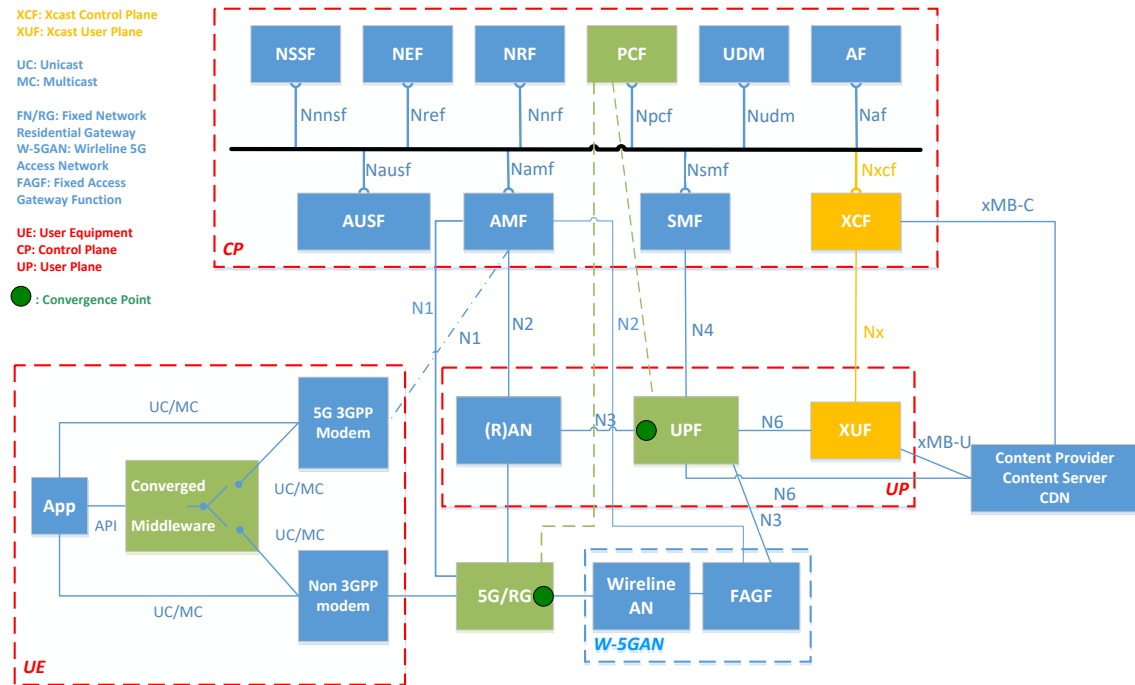 XCF: Xcast Control Plane
XUF: Xcast User Plane
UC: Unicast
MC: Multicast
FN/RG: Fixed Network
Residential Gateway
W-5GAN: Wirleline 5G
Access Network
FAGF: Fixed Access
Gateway Function
UE: User Equipment
CP: Control Plane
UP: User Plane
: Convergence Point
NSSF
NEF
NRF
PCF
UDM
AF
Nnnsf
Nref
Nnrf
Npcf
Nudm
Naf
Nausf
Namf
Nsmf
Nxcf
AUSF
AMF
SMF
XCF
xMB-C
CP
N1
N1
N2
N2
N4
Nx
UC/MC
5G 3GPP
Modem
(R)AN
N3
UPF
N6
XUF
xMB-U
Content Provider
Content Server
CDN
N6
N3
UP
App
API
Converged
Middleware
UC/MC
UC/MC
UC/MC
Non 3GPP
modem
5G/RG
Wireline
AN
FAGF
W-5GAN
UE